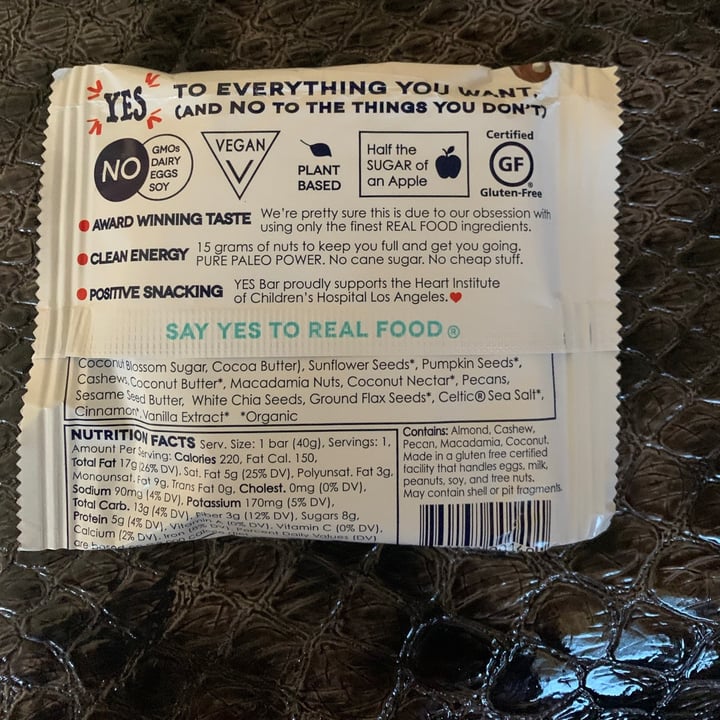 YES TO EVERYTHING YOU WANT,
(AND NO TO THE THINGS YOU DON'T)
NO
GMOs
DAIRY
EGGS
SOY
VEGAN
V
PLANT
BASED
Half the
SUGAR of
an Apple
Certified
GF
Gluten-Free
AWARD WINNING TASTE We're pretty sure this is due to our obsession with
using only the finest REAL FOOD ingredients.
CLEAN ENERGY 15 grams of nuts to keep you full and get you going.
PURE PALEO POWER. No cane sugar. No cheap stuff.
POSITIVE SNACKING YES Bar proudly supports the Heart Institute
of Children's Hospital Los Angeles.
SAY YES TO REAL FOOD®
Coconut Blossom Sugar, Cocoa Butter), Sunflower Seeds*, Pumpkin Seeds*,
Cashews, Coconut Butter*, Macadamia Nuts, Coconut Nectar*, Pecans,
Sesame Seed Butter, White Chia Seeds, Ground Flax Seeds*, Celtic® Sea Salt*,
Cinnamon*, Vanilla Extract* *Organic
NUTRITION FACTS Serv. Size: 1 bar (40g), Servings: 1,
Amount Per Serving: Calories 220, Fat Cal. 150,
Total Fat 17g (26% DV), Sat. Fat 5g (25% DV), Polyunsat. Fat 3g,
Monounsat. Fat 9g, Trans Fat 0g, Cholest. 0mg (0% DV),
Sodium 90mg (4% DV), Potassium 170mg (5% DV),
Total Carb. 13g (4% DV), Fiber 3g (12% DV), Sugars 8g,
Protein 5g (4% DV), Vitamin A (0% DV), Vitamin C (0% DV),
Calcium (2% DV), Iron Percent Daily Values (DV)
are based
Contains: Almond, Cashew,
Pecan, Macadamia, Coconut.
Made in a gluten free certified
facility that handles eggs, milk,
peanuts, soy, and tree nuts.
May contain shell or pit fragments.